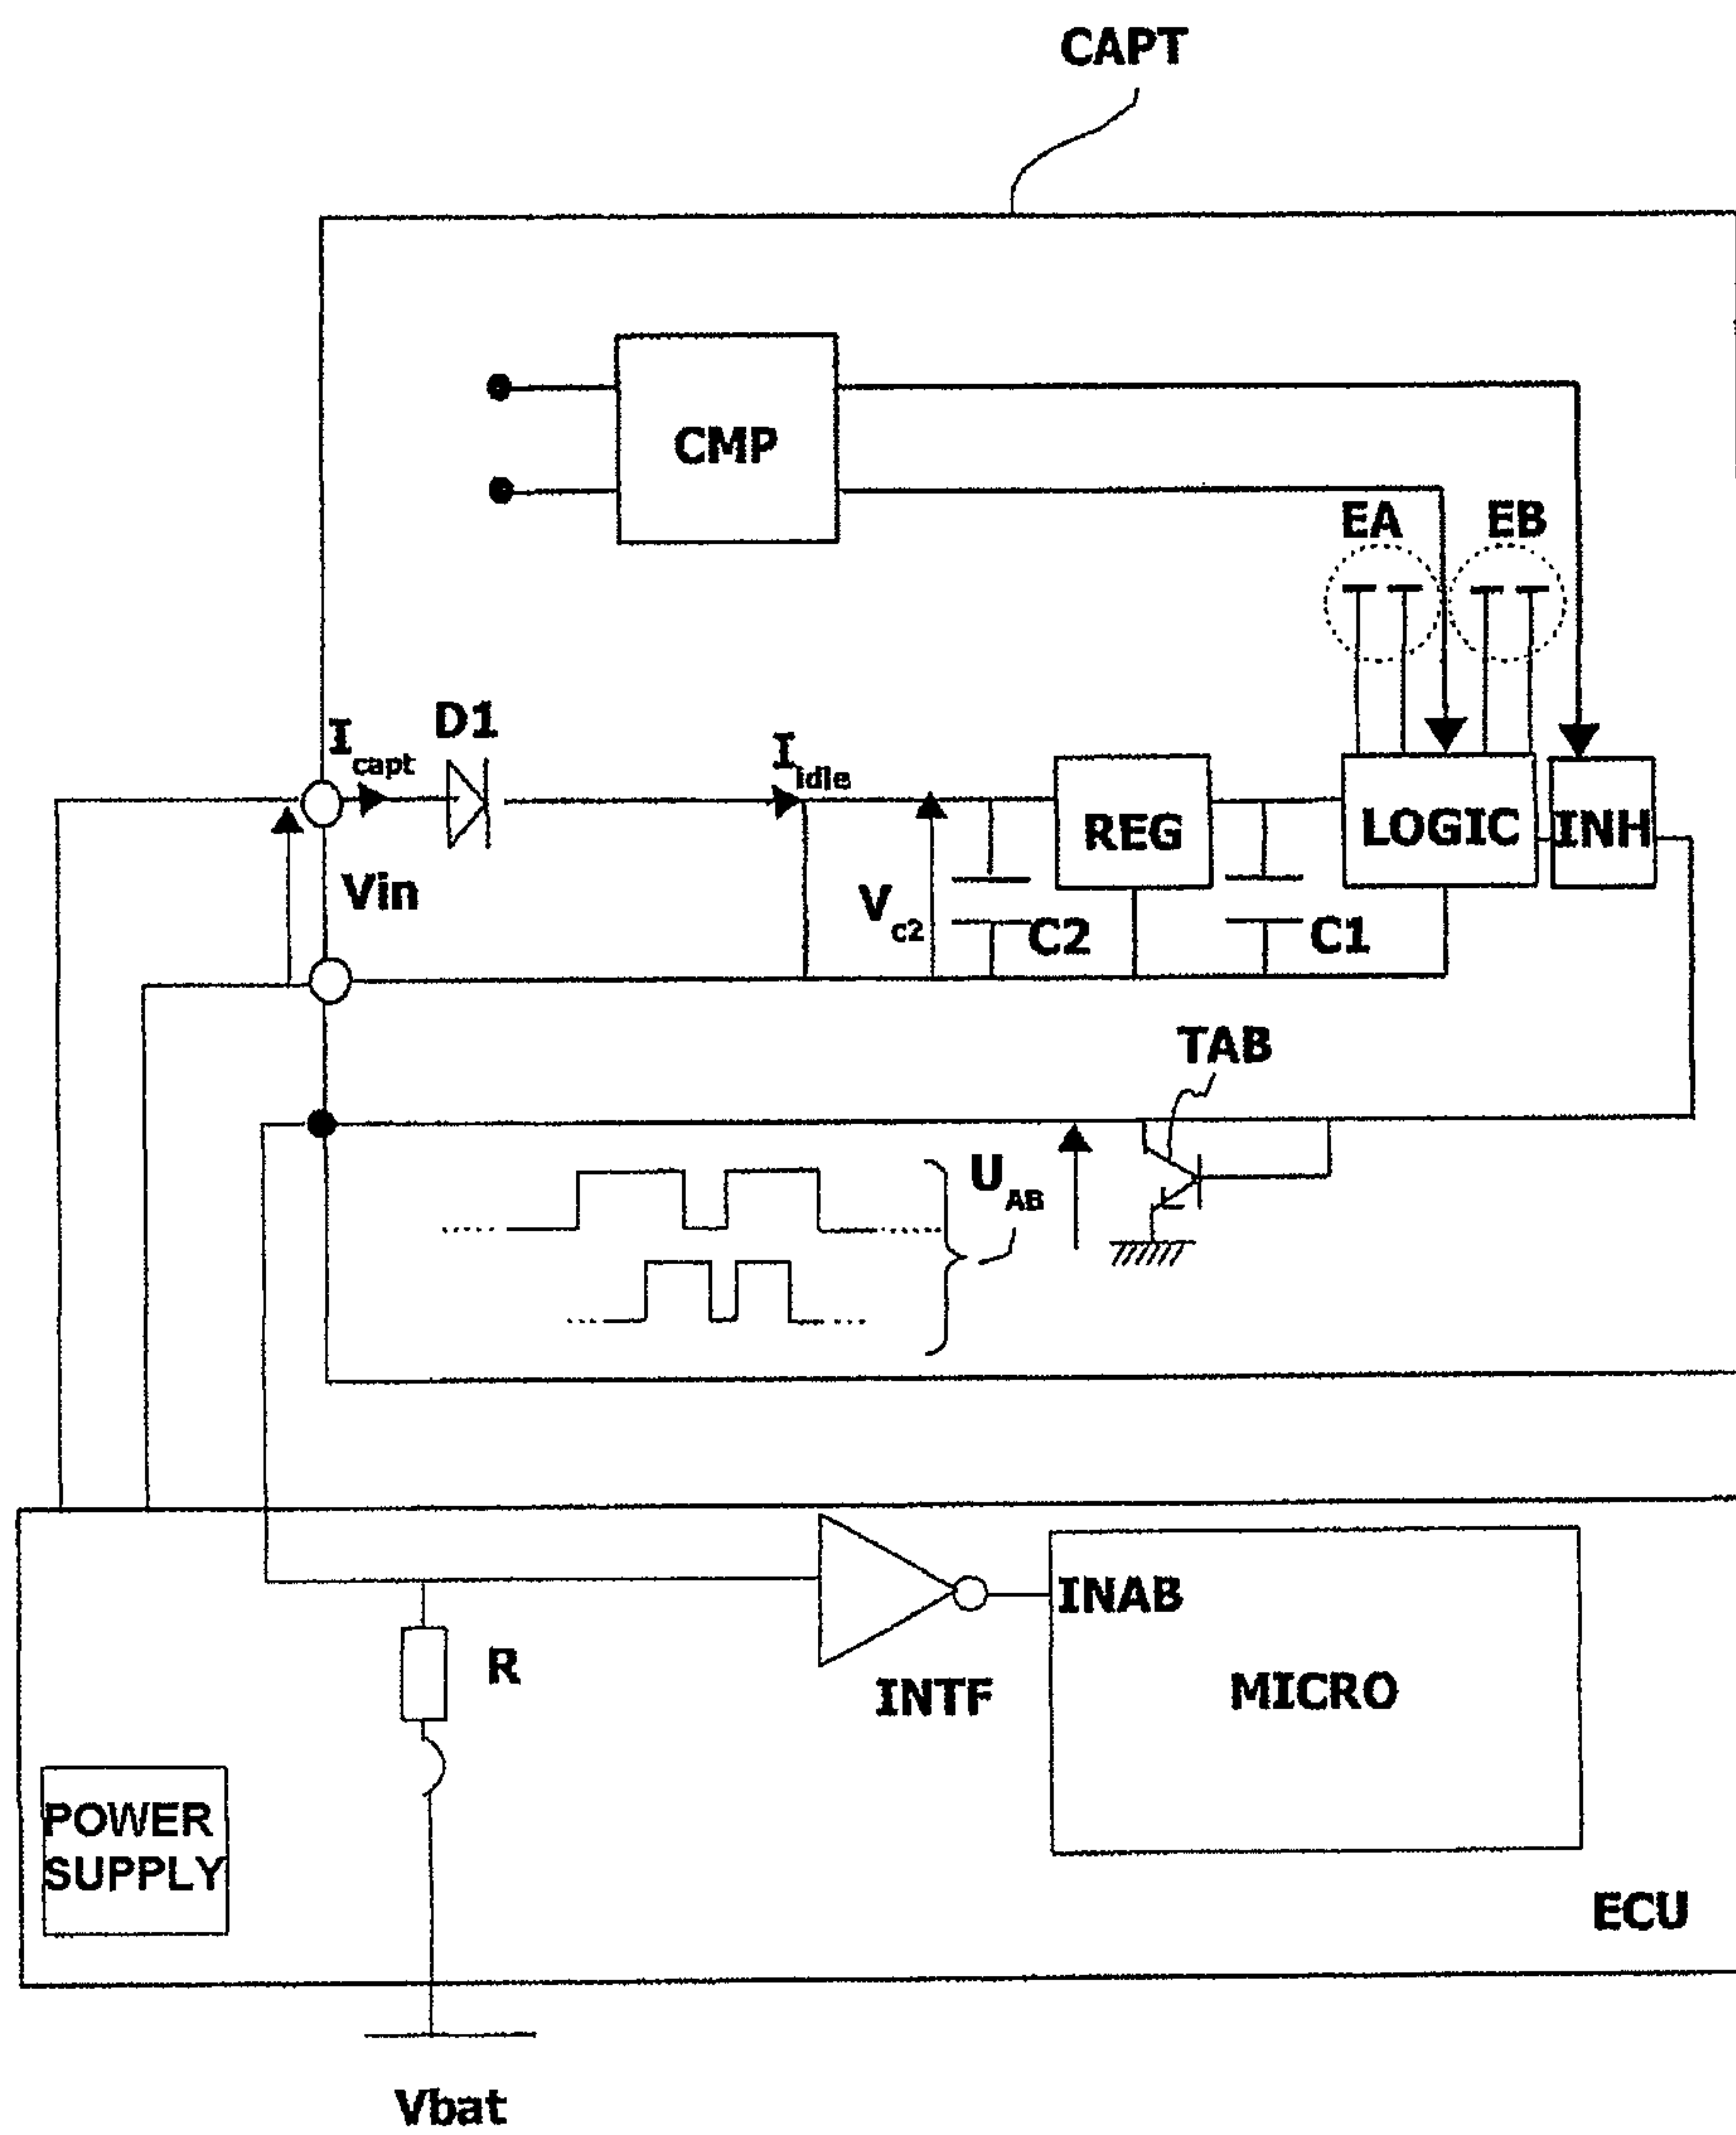 CAPT
CMP
EA
EB
Icapt
D1
Iidle
REG
LOGIC
INH
Vin
Vc2
C2
C1
TAB
UAB
INAB
R
INTF
MICRO
POWER
SUPPLY
ECU
Vbat